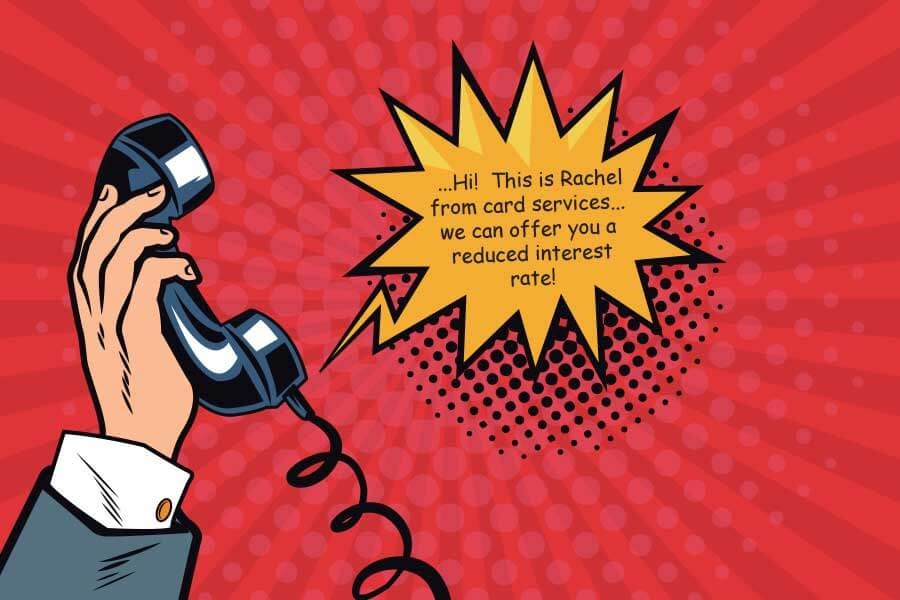 ...Hi!  This is Rachel
from card services...
we can offer you a
reduced interest
rate!